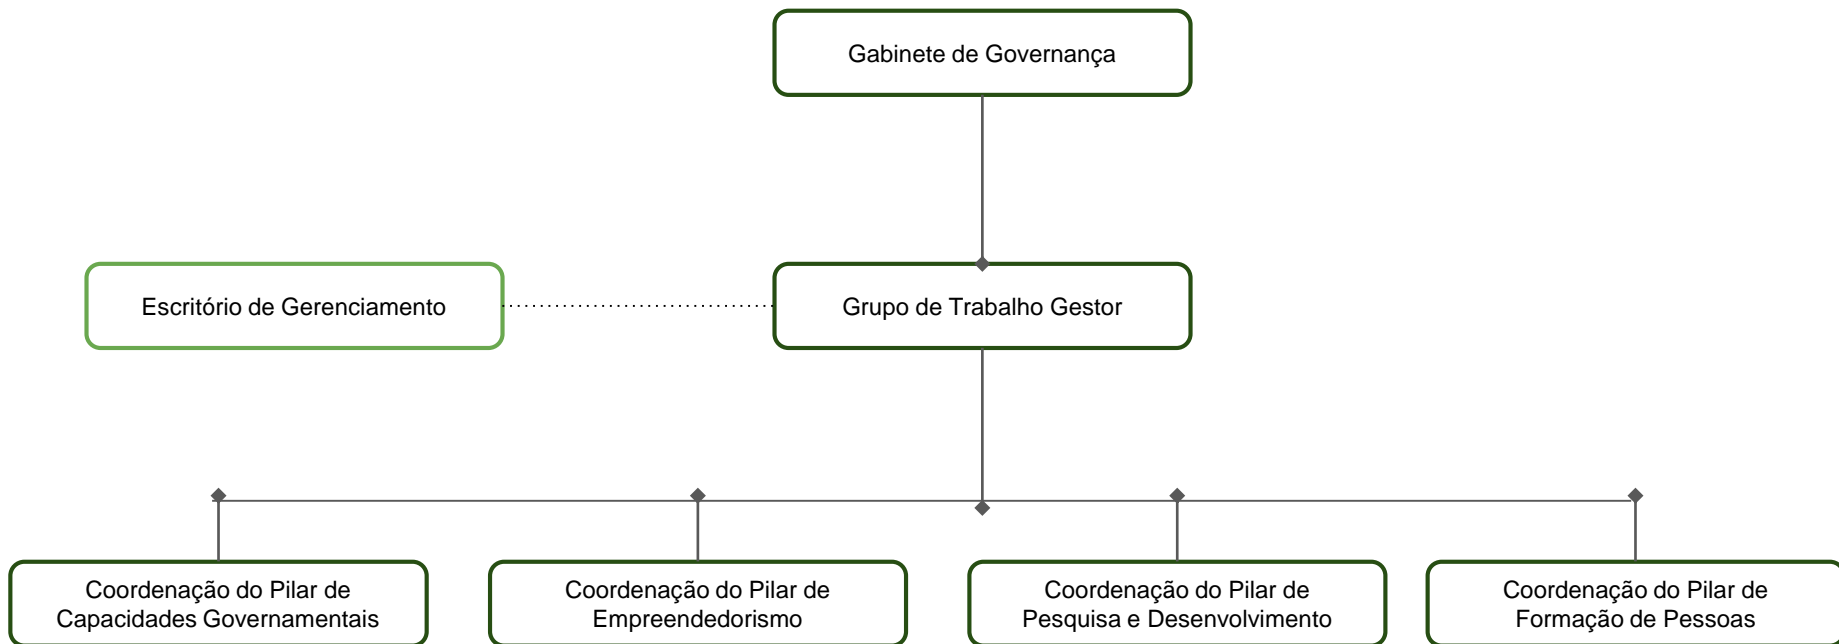 Gabinete de Governança
Escritório de Gerenciamento
Grupo de Trabalho Gestor
Coordenação do Pilar de
Capacidades Governamentais
Coordenação do Pilar de
Empreendedorismo
Coordenação do Pilar de
Pesquisa e Desenvolvimento
Coordenação do Pilar de
Formação de Pessoas